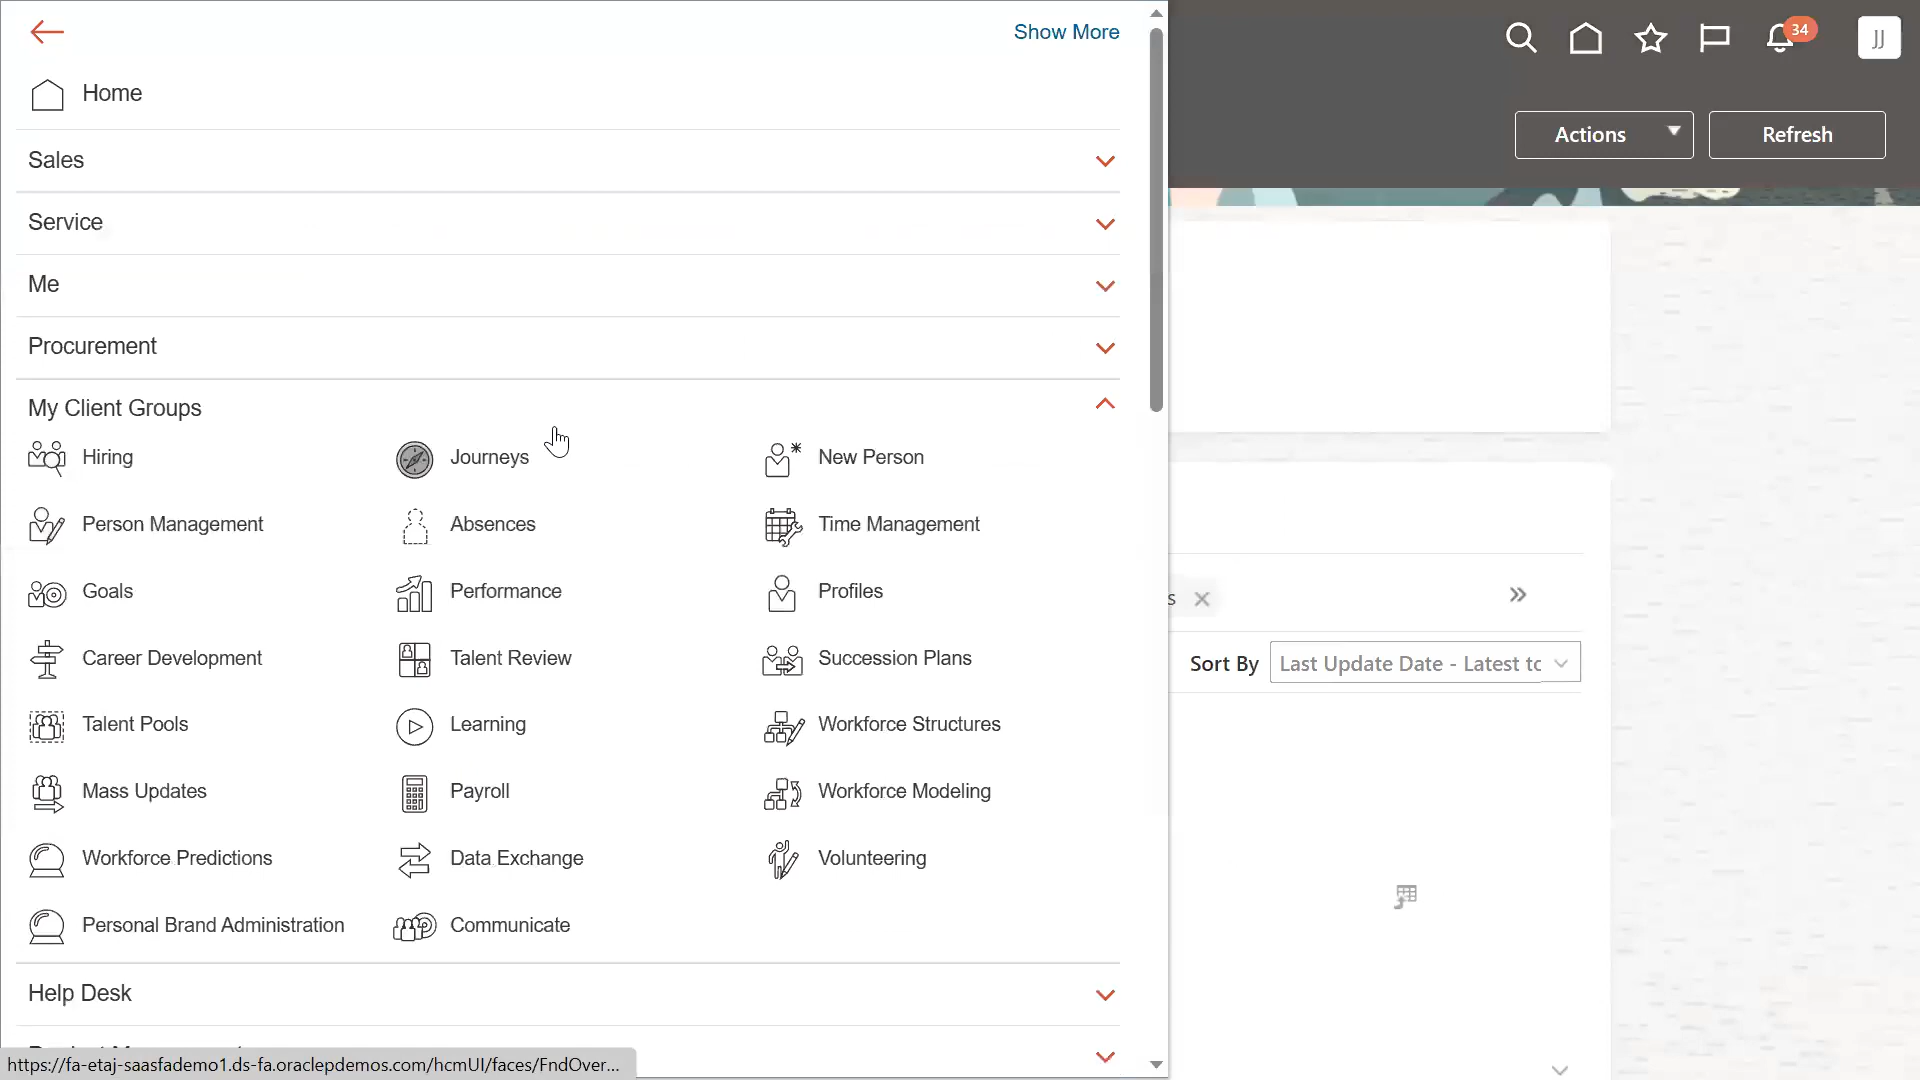 Show More
34
JJ
Home
Actions
Refresh
Sales
Service
Me
Procurement
My Client Groups
Hiring
Journeys
New Person
Person Management
Absences
Time Management
Goals
Performance
Profiles
s
Career Development
Talent Review
Succession Plans
Sort By
Last Update Date - Latest to
Talent Pools
Learning
Workforce Structures
Mass Updates
Payroll
Workforce Modeling
Workforce Predictions
Data Exchange
Volunteering
Personal Brand Administration
Communicate
Help Desk
https://fa-etaj-saasfademo1.ds-fa.oraclepdemos.com/hcmUI/faces/FndOver...